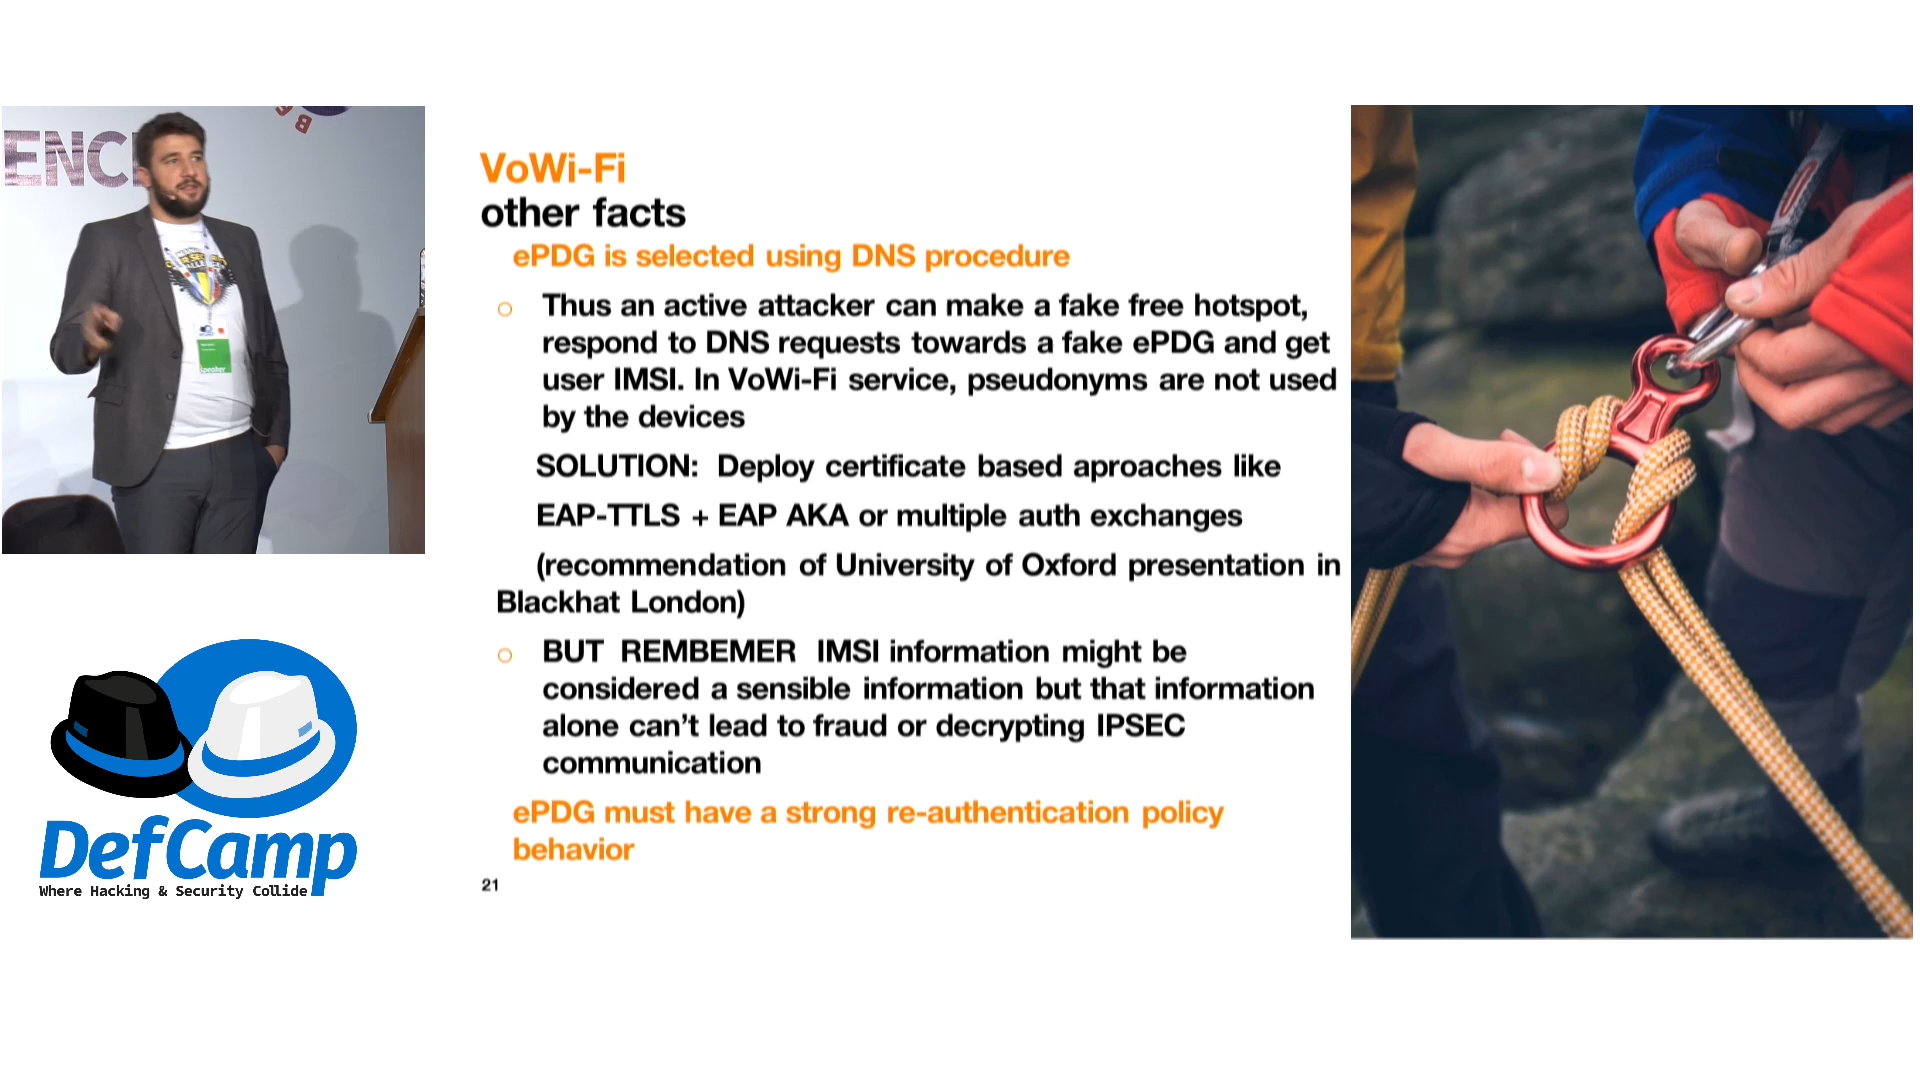 ENC
VoWi-Fi
other facts
ePDG is selected using DNS procedure
Thus an active attacker can make a fake free hotspot,
respond to DNS requests towards a fake ePDG and get
user IMSI. In VoWi-Fi service, pseudonyms are not used
by the devices
SOLUTION: Deploy certificate based aproaches like
EAP-TTLS + EAP AKA or multiple auth exchanges
(recommendation of University of Oxford presentation in
Blackhat London)
BUT REMBEMER IMSI information might be
considered a sensible information but that information
alone can't lead to fraud or decrypting IPSEC
communication
ePDG must have a strong re-authentication policy
behavior
21
speaker
DefCamp
Where Hacking & Security Collide